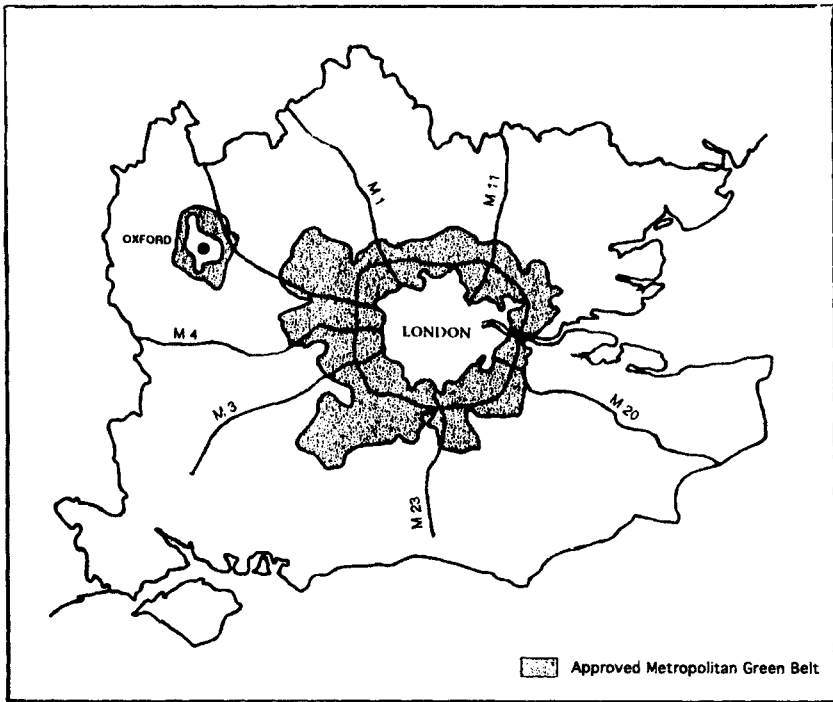 M 1
M 11
OXFORD
M 4
LONDON
M 3
M 20
M 23
Approved Metropolitan Green Belt